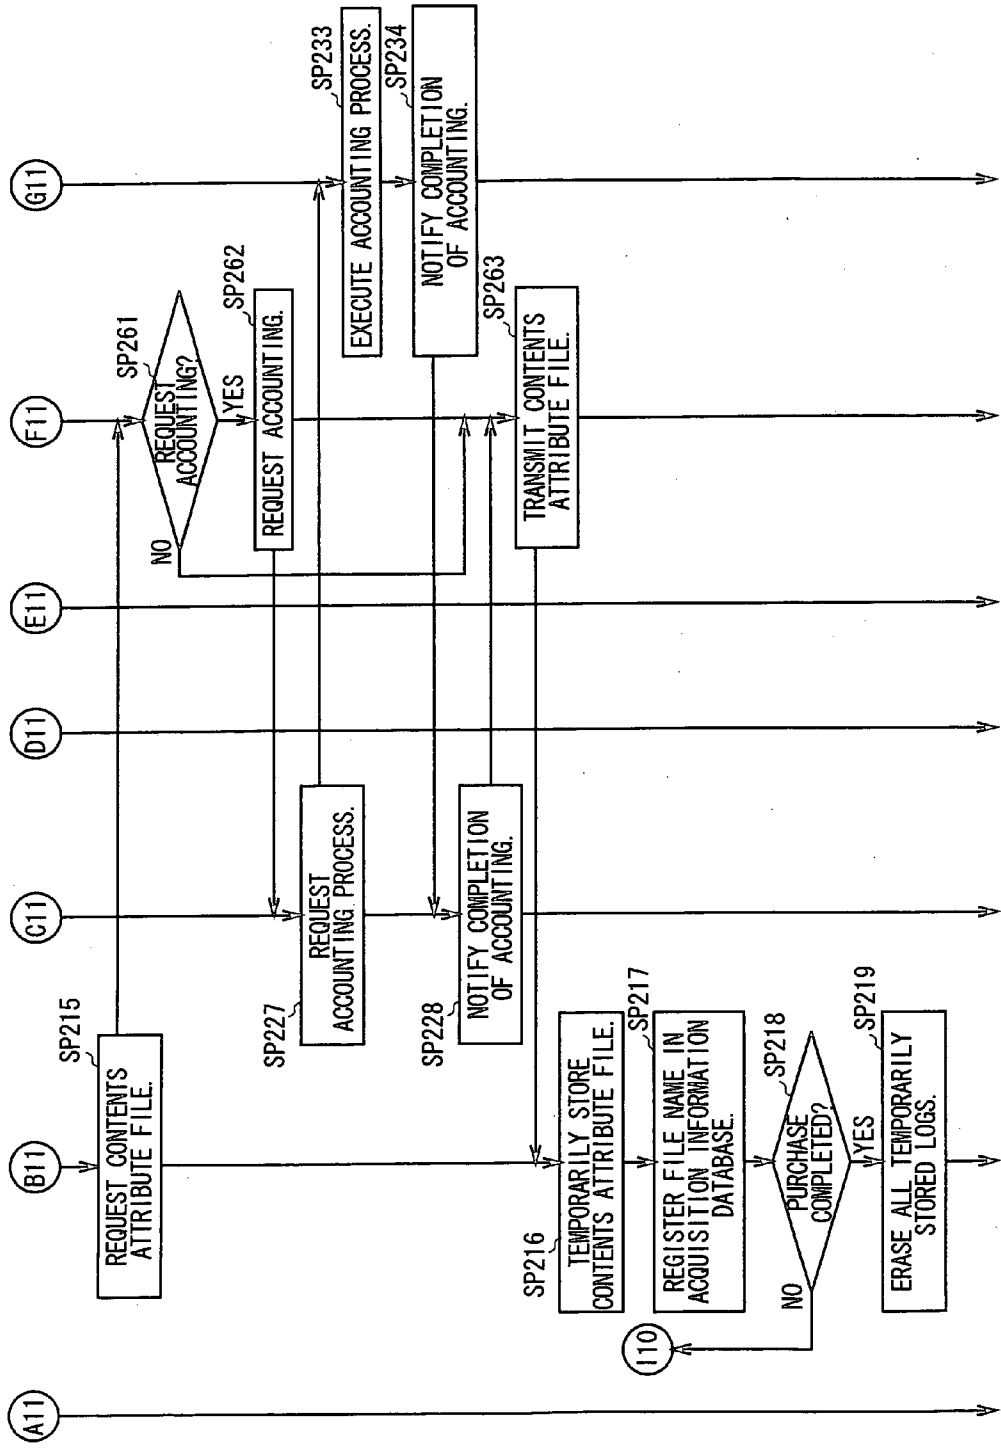 A11
B11
C11
D11
E11
F11
G11
SP215
REQUEST CONTENTS
ATTRIBUTE FILE.
SP261
REQUEST
ACCOUNTING?
YES
NO
SP262
REQUEST ACCOUNTING.
SP227
REQUEST
ACCOUNTING PROCESS.
SP233
EXECUTE ACCOUNTING PROCESS.
SP234
NOTIFY COMPLETION
OF ACCOUNTING.
SP228
NOTIFY COMPLETION
OF ACCOUNTING.
SP263
TRANSMIT CONTENTS
ATTRIBUTE FILE.
SP216
TEMPORARILY STORE
CONTENTS ATTRIBUTE FILE.
SP217
REGISTER FILE NAME IN
ACQUISITION INFORMATION
DATABASE.
SP218
PURCHASE
COMPLETED?
NO
YES
I10
SP219
ERASE ALL TEMPORARILY
STORED LOGS.